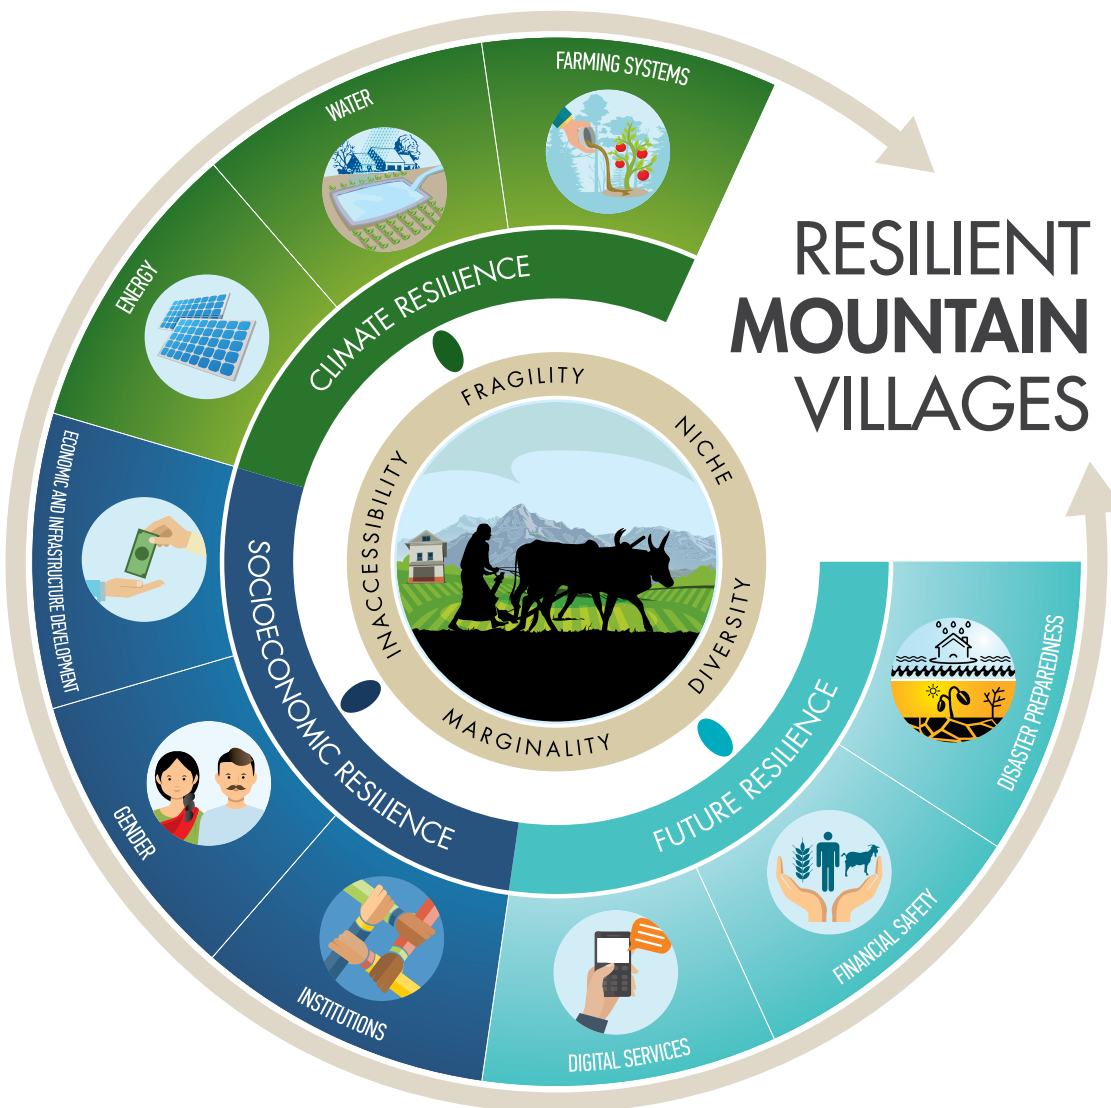 RESILIENT
MOUNTAIN
VILLAGES
FARMING SYSTEMS
WATER
ENERGY
CLIMATE RESILIENCE
ECONOMIC AND INFRASTRUCTURE DEVELOPMENT
GENDER
INSTITUTIONS
SOCIOECONOMIC RESILIENCE
DIGITAL SERVICES
FINANCIAL SAFETY
DISASTER PREPAREDNESS
FUTURE RESILIENCE
FRAGILITY
NICHE
DIVERSITY
MARGINALITY
INACCESSIBILITY